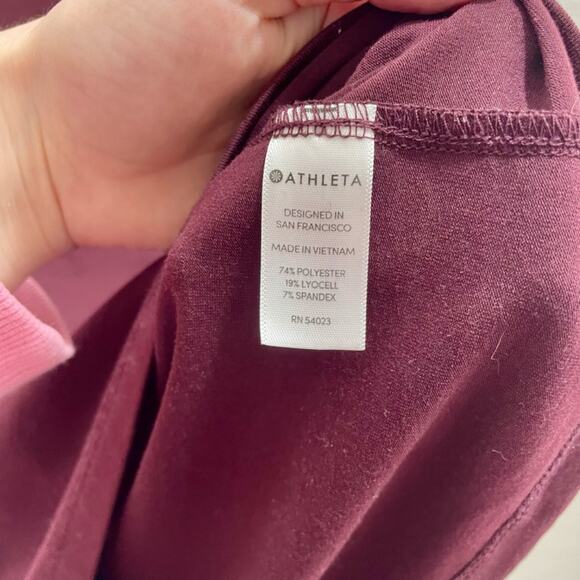 ATHLETA
DESIGNED IN
SAN FRANCISCO
MADE IN VIETNAM
74% POLYESTER
19% LYOCELL
7% SPANDEX
RN 54023